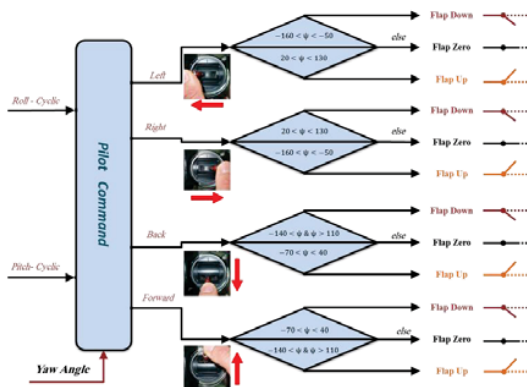 Flap Down
−160 < ψ < −50
else
Flap Zero
20 < ψ < 130
Flap Up
Left
Roll - Cyclic
Flap Down
20 < ψ < 130
else
Right
Flap Zero
−160 < ψ < −50
Flap Up
Pilot Command
Flap Down
−140 < ψ & ψ > 110
else
Back
Flap Zero
−70 < ψ < 40
Flap Up
Pitch- Cyclic
Flap Down
Forward
−70 < ψ < 40
else
Flap Zero
−140 < ψ & ψ > 110
Flap Up
Yaw Angle